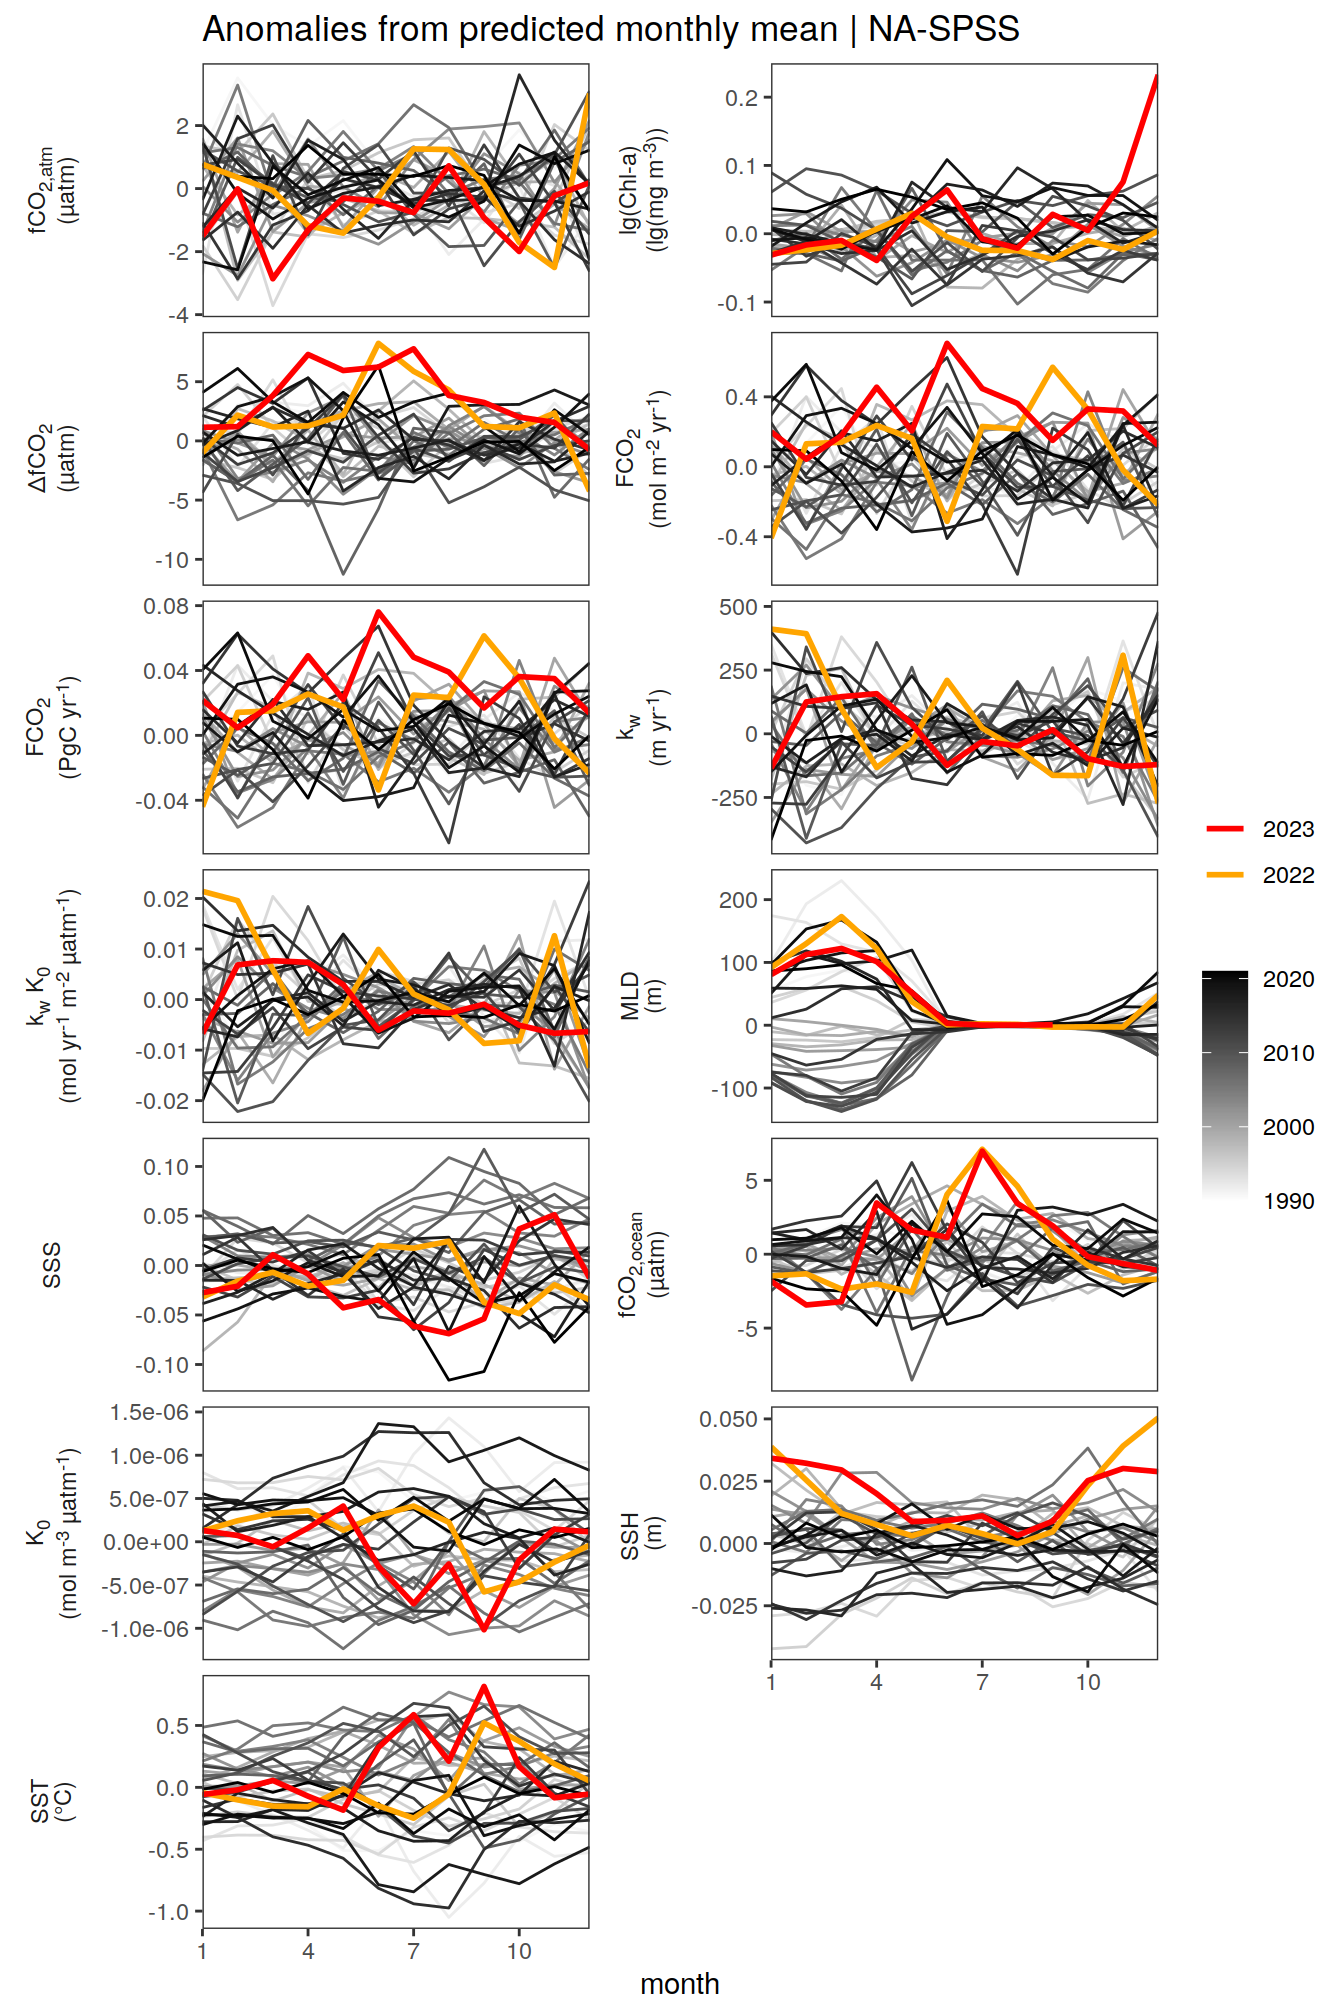 Anomalies from predicted monthly mean | NA-SPSS
fCO2,atm
(µatm)
2
0
-2
-4
lg(Chl-a)
(lg(mg m-3))
0.2
0.1
0.0
-0.1
ΔfCO2
(µatm)
5
0
-5
-10
FCO2
(mol m-2 yr-1)
0.4
0.0
-0.4
FCO2
(PgC yr-1)
0.08
0.04
0.00
-0.04
kw
(m yr-1)
500
250
0
-250
kw K0
(mol yr-1 m-2 µatm-1)
0.02
0.01
0.00
-0.01
-0.02
MLD
(m)
200
100
0
-100
SSS
0.10
0.05
0.00
-0.05
-0.10
fCO2,ocean
(µatm)
5
0
-5
K0
(mol m-3 µatm-1)
1.5e-06
1.0e-06
5.0e-07
0.0e+00
-5.0e-07
-1.0e-06
SSH
(m)
0.050
0.025
0.000
-0.025
1 4 7 10
SST
(°C)
0.5
0.0
-0.5
-1.0
1 4 7 10
month
2023
2022
2020
2010
2000
1990